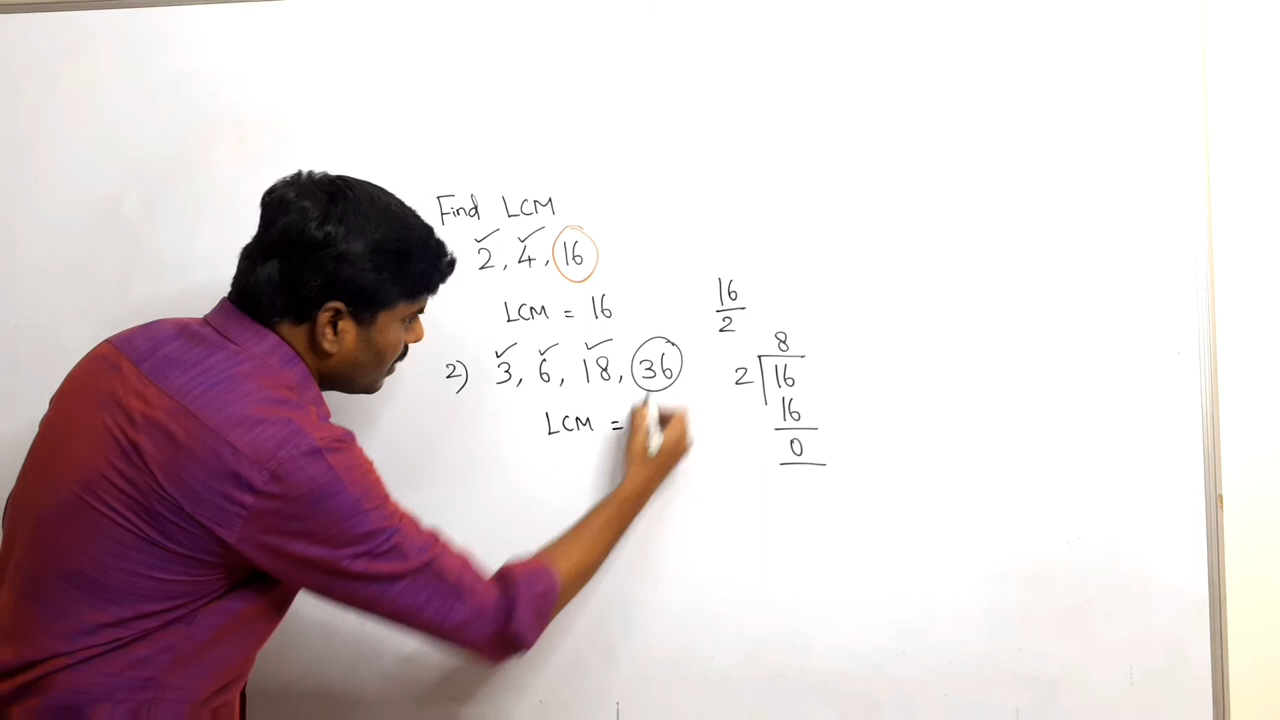 Find LCM
2, 4, 16
LCM = 16
2) 3, 6, 18, 36
LCM =
16
2
8
2 16
16
0